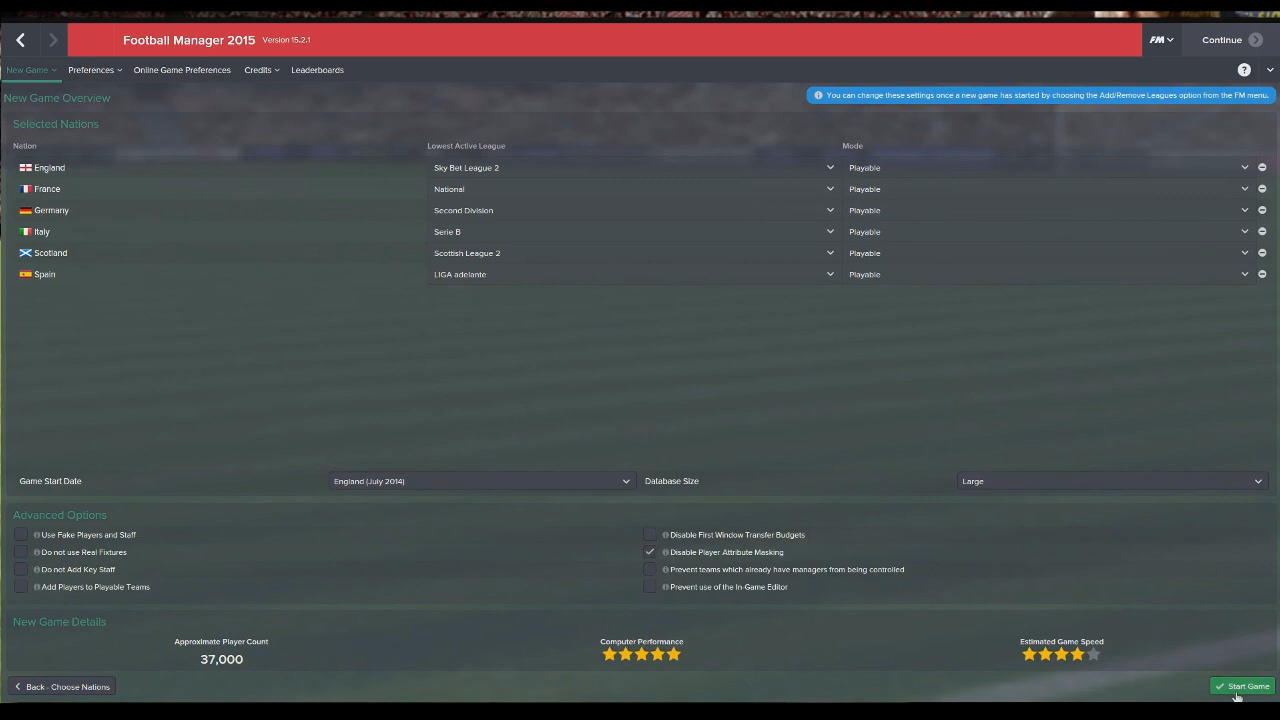 Football Manager 2015 Version 15.2.1 FM Continue
New Game Preferences Online Game Preferences Credits Leaderboards ?
New Game Overview You can change these settings once a new game has started by choosing the Add/Remove Leagues option from the FM menu.
Selected Nations
Nation Lowest Active League Mode
England Sky Bet League 2 Playable
France National Playable
Germany Second Division Playable
Italy Serie B Playable
Scotland Scottish League 2 Playable
Spain LIGA adelante Playable
Game Start Date England (July 2014) Database Size Large
Advanced Options
Use Fake Players and Staff Disable First Window Transfer Budgets
Do not use Real Fixtures Disable Player Attribute Masking
Do not Add Key Staff Prevent teams which already have managers from being controlled
Add Players to Playable Teams Prevent use of the In-Game Editor
New Game Details
Approximate Player Count Computer Performance Estimated Game Speed
37,000
Back - Choose Nations Start Game